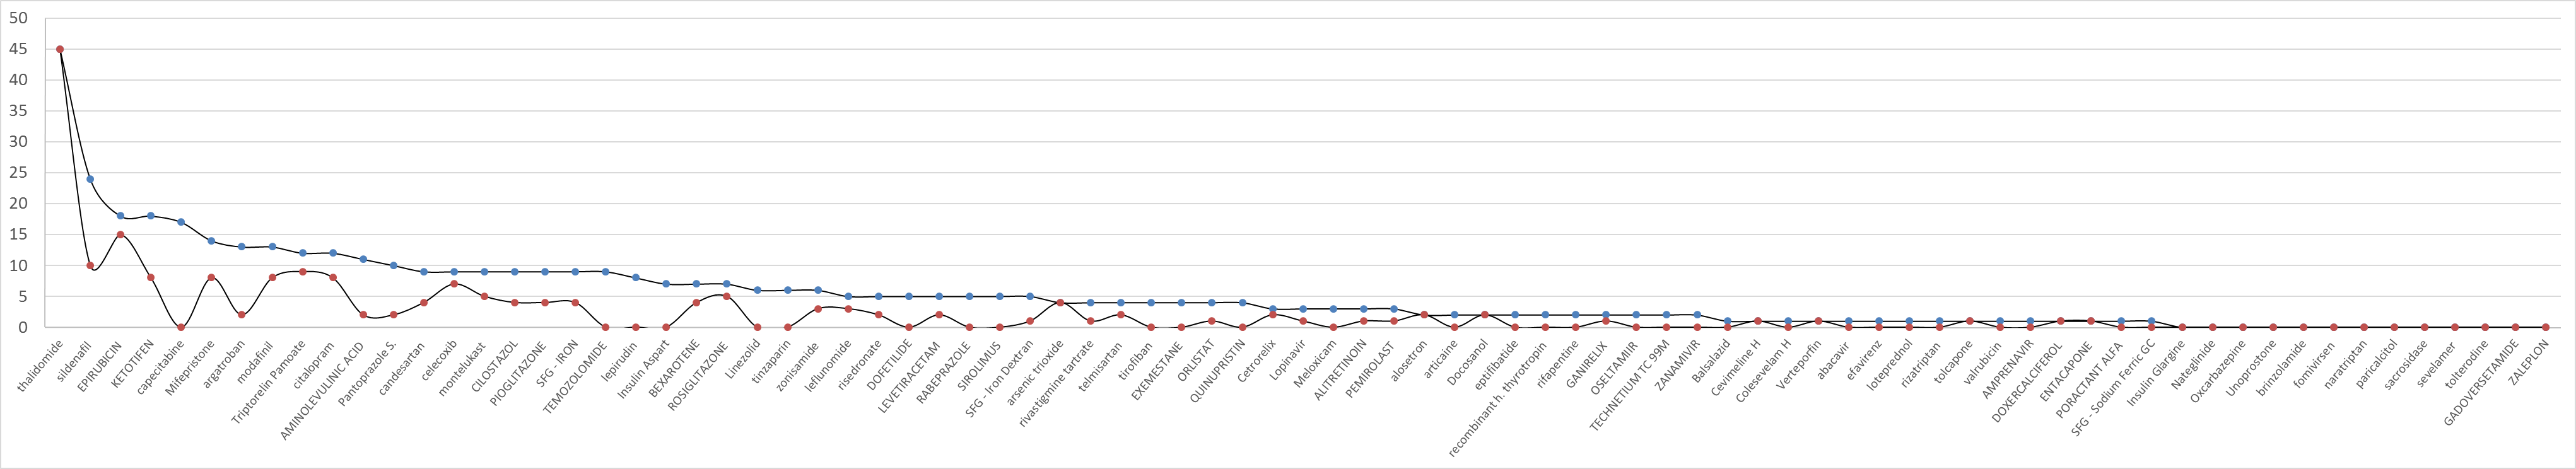 50
45
40
35
30
25
20
15
10
5
0
thalidomide
sildenafil
EPIRUBICIN
KETOTIFEN
capecitabine
Mifepristone
argatroban
modafinil
Triptorelin Pamoate
citalopram
AMINOLEVULNIC ACID
Pantoprazole S.
candesartan
celecoxib
montelukast
CILOSTAZOL
PIOGLITAZONE
SFG - IRON
TEMOZOLOMIDE
lepirudin
Insulin Aspart
BEXAROTENE
ROSIGLITAZONE
Linezolid
tinzaparin
zonisamide
leflunomide
risedronate
DOFETILIDE
LEVETIRACETAM
RABEPRAZOLE
SIROLIMUS
SFG - Iron Dextran
arsenic trioxide
rivastigmine tartrate
telmisartan
tirofiban
EXEMESTANE
ORLISTAT
QUINUPRISTIN
Cetrorelix
Lopinavir
Meloxicam
ALITRETINOIN
PEMIROLAST
alosetron
articaine
Docosanol
eptifibatide
recombinant h. thyrotropin
rifapentine
GANIRELIX
OSELTAMIR
TECHNETIUM TC 99M
ZANAMIVIR
Balsalazid
Cevimeline H
Colesevelam H
Verteporfin
abacavir
efavirenz
loteprednol
rizatriptan
tolcapone
valrubicin
AMPRENAVIR
DOXERCALCIFEROL
ENTACAPONE
PORACTANT ALFA
SFG - Sodium Ferric GC
Insulin Glargine
Nateglinide
Oxcarbazepine
Unoprostone
brinzolamide
fomivirsen
naratriptan
paricalcitol
sacrosidase
sevelamer
tolterodine
GADOVERSETAMIDE
ZALEPLON